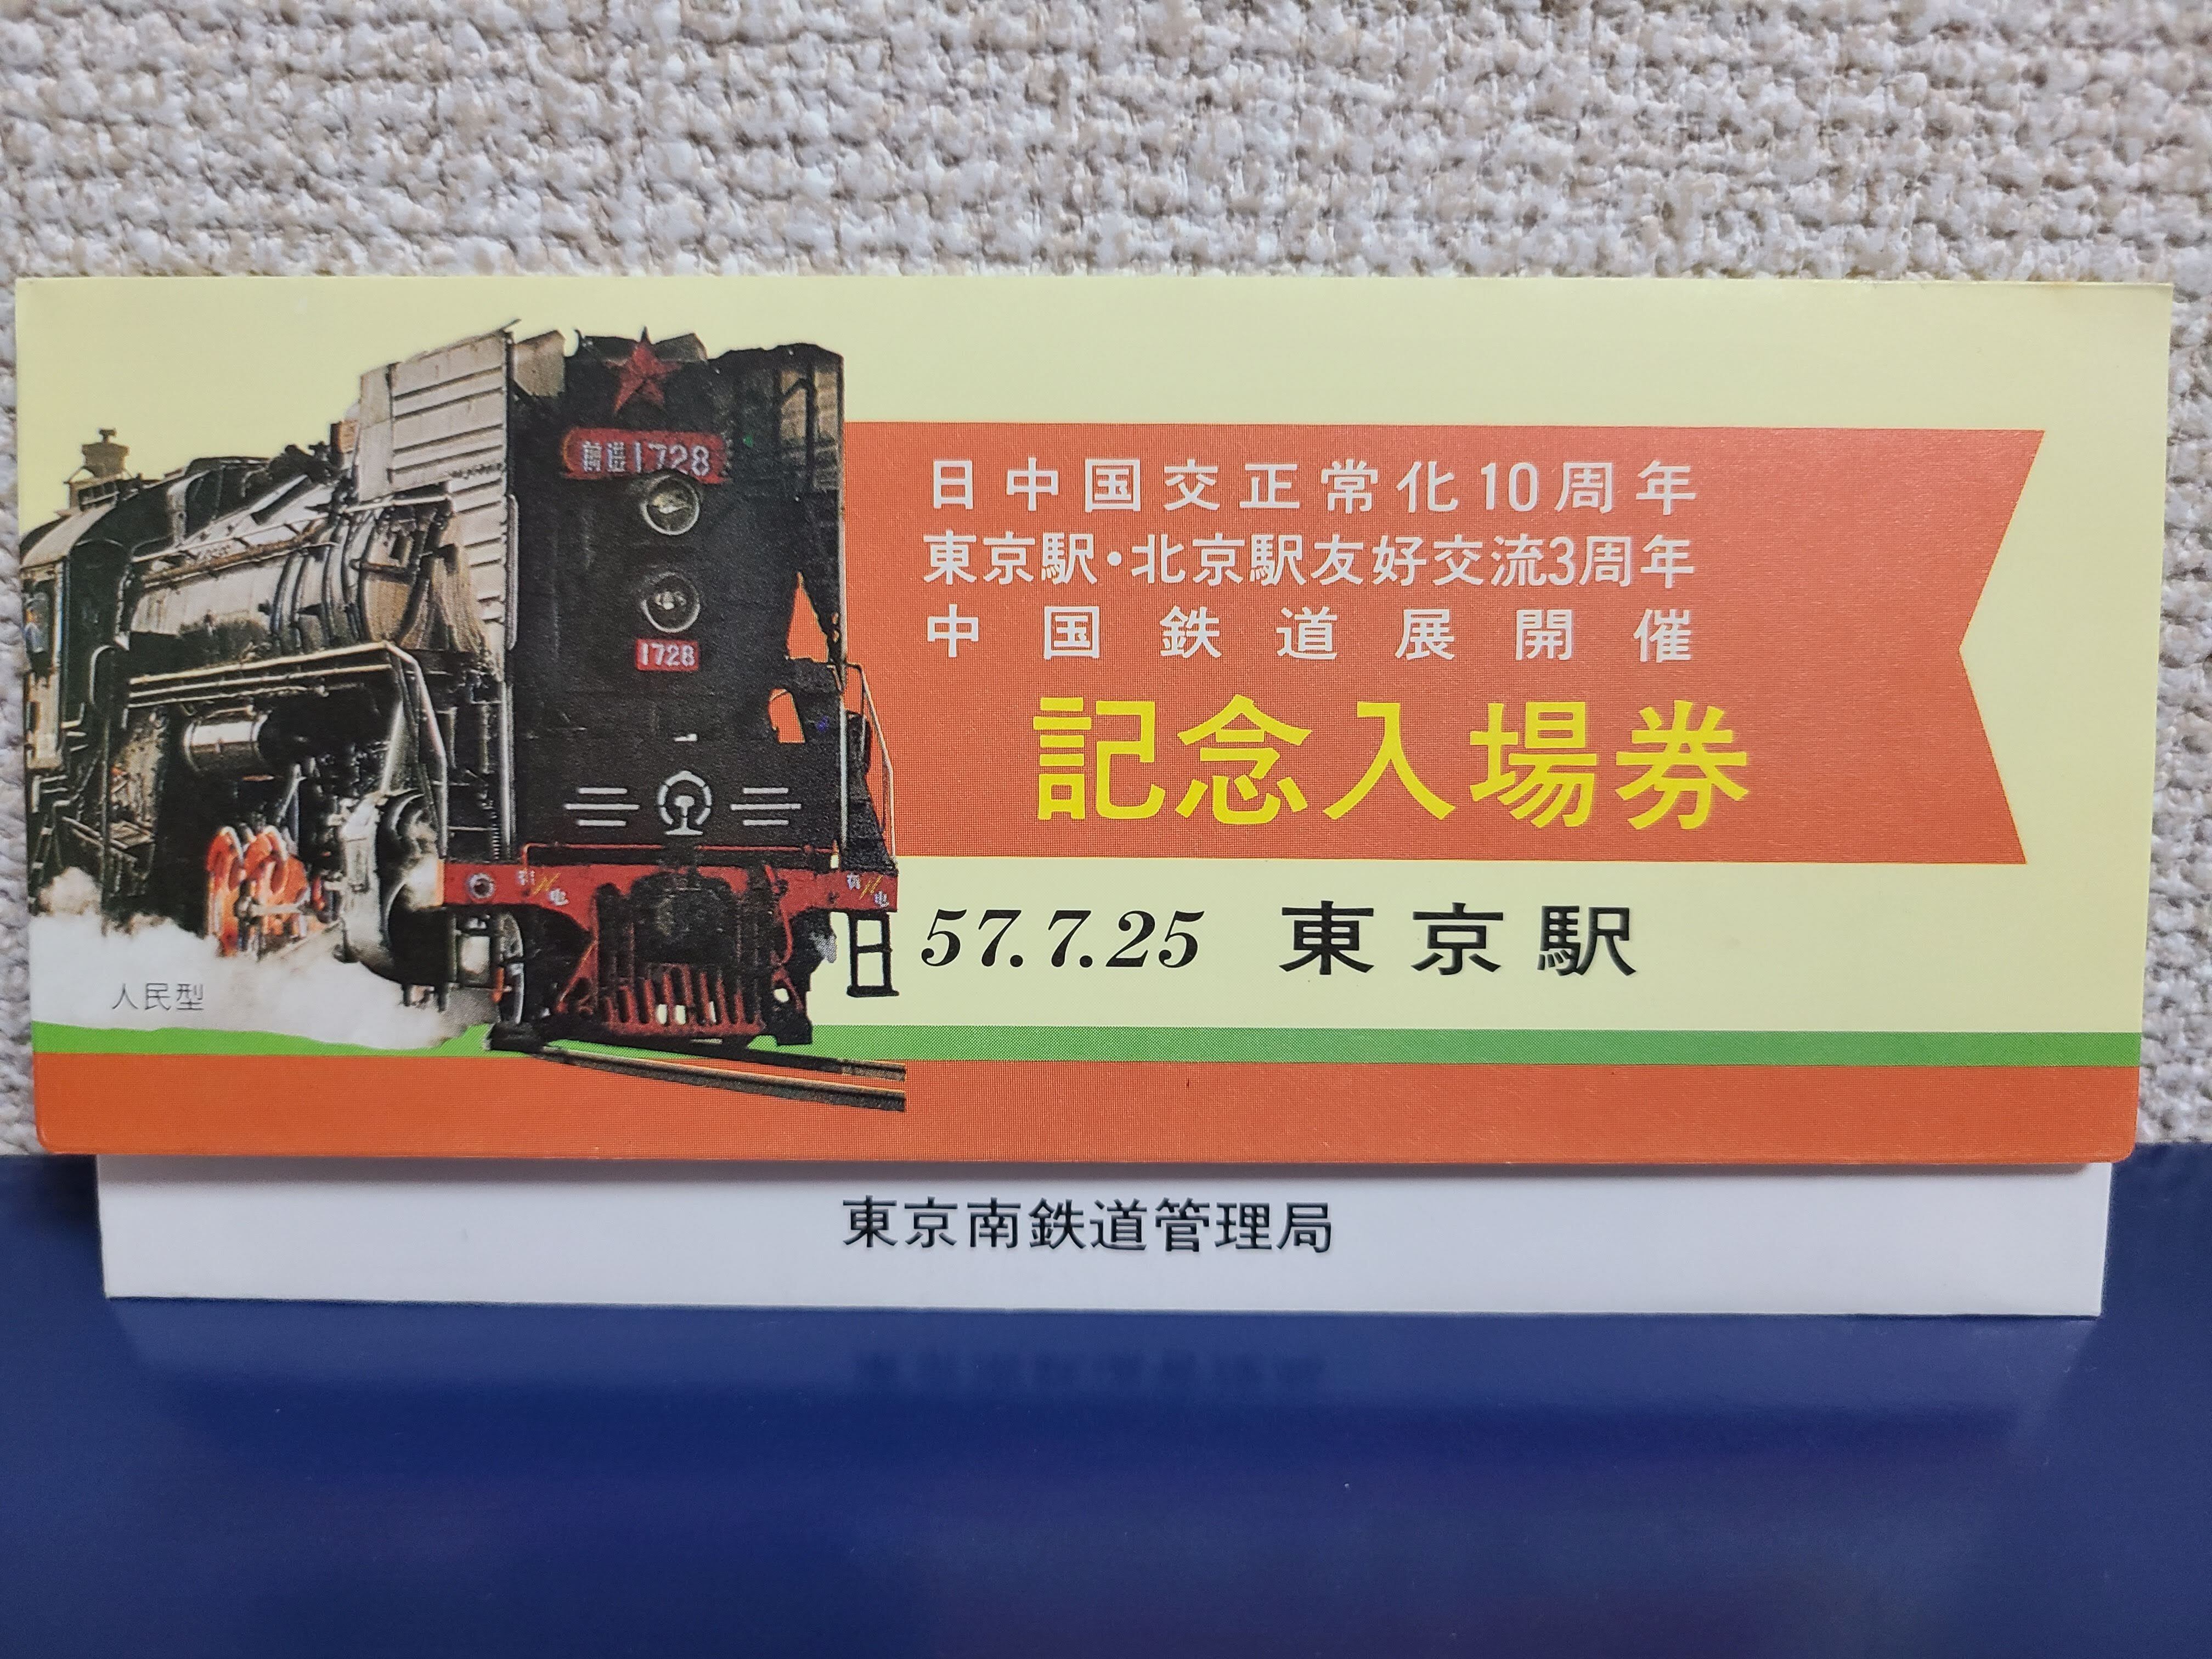 前進1728
1728
日中国交正常化10周年
東京駅・北京駅友好交流3周年
中国鉄道展開催
記念入場券
57.7.25 東京駅
人民型
東京南鉄道管理局